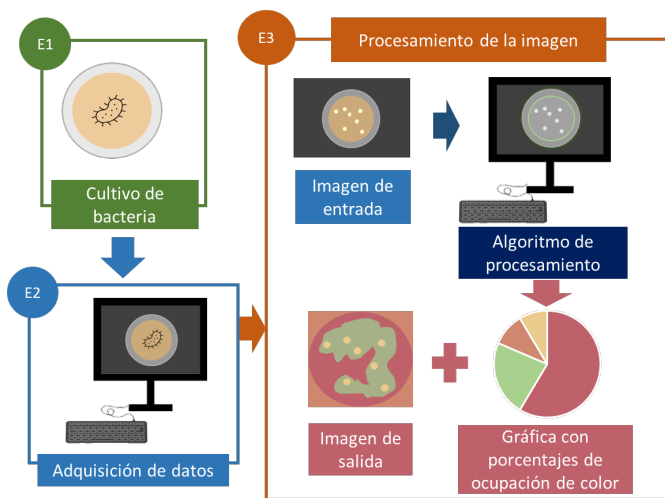 E1
Cultivo de
bacteria
E2
Adquisición de datos
E3
Procesamiento de la imagen
Imagen de
entrada
Algoritmo de
procesamiento
Imagen de
salida
Gráfica con
porcentajes de
ocupación de color